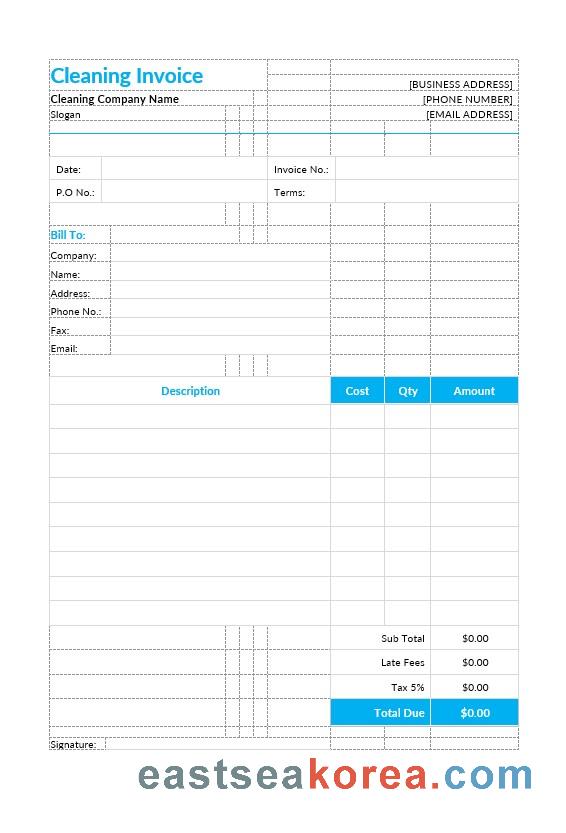 Cleaning Invoice
[BUSINESS ADDRESS]
Cleaning Company Name [PHONE NUMBER]
Slogan [EMAIL ADDRESS]
Date: Invoice No.:
P.O No.: Terms:
Bill To:
Company:
Name:
Address:
Phone No.:
Fax:
Email:
Description Cost Qty Amount
Sub Total $0.00
Late Fees $0.00
Tax 5% $0.00
Total Due $0.00
Signature:
eastseakorea.com